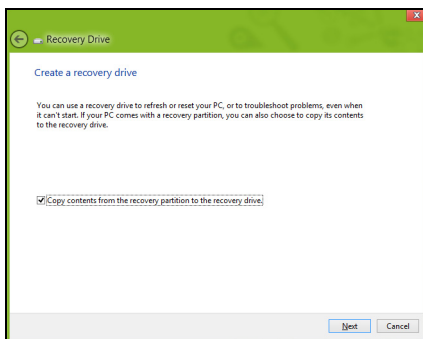 Recovery Drive
Create a recovery drive
You can use a recovery drive to refresh or reset your PC, or to troubleshoot problems, even when
it can't start. If your PC comes with a recovery partition, you can also choose to copy its contents
to the recovery drive.
Copy contents from the recovery partition to the recovery drive.
Next Cancel